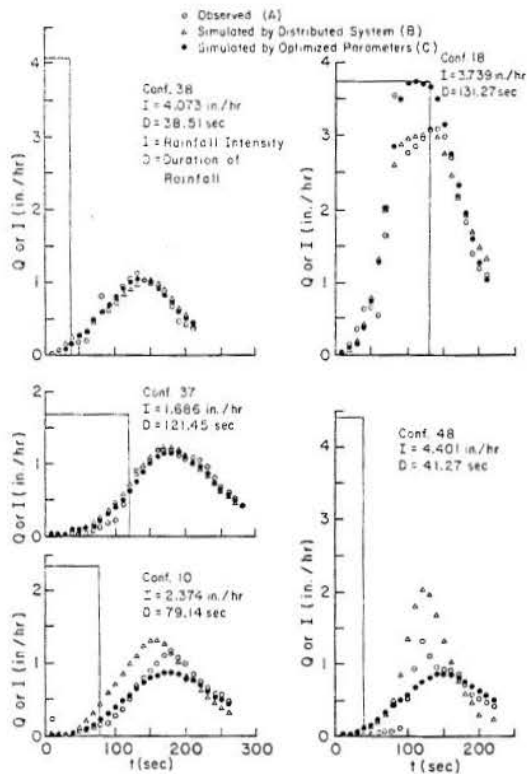 ○ Observed (A)
△ Simulated by Distributed System (B)
● Simulated by Optimized Parameters (C)
Conf. 38
I = 4.073 in./hr
D = 38.51 sec
I = Rainfall Intensity
D = Duration of
Rainfall
Q or I (in./hr)
4
3
2
1
0
Conf. 18
I = 3.739 in/hr
D = 131.27 sec
Q or I (in./hr)
4
3
2
1
0
Conf. 37
I = 1.686 in./hr
D = 121.45 sec
Q or I (in./hr)
2
1
0
Conf. 10
I = 2.374 in/hr
D = 79.14 sec
Q or I (in/hr)
2
1
0
0 100 200 300
t (sec)
Conf. 48
I = 4.401 in/hr
D = 41.27 sec
Q or I (in./hr)
4
3
2
1
0
0 100 200
t (sec)